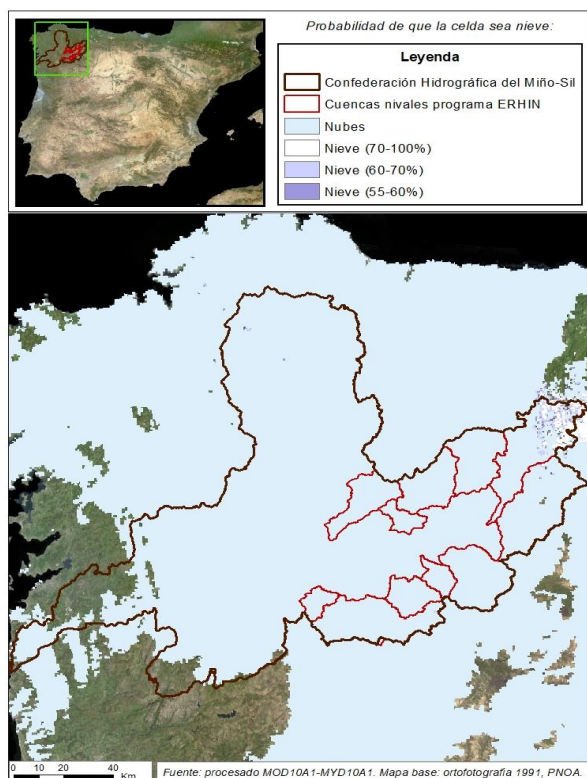 Probabilidad de que la celda sea nieve:
Leyenda
Confederación Hidrográfica del Miño-Sil
Cuencas nivales programa ERHIN
Nubes
Nieve (70-100%)
Nieve (60-70%)
Nieve (55-60%)
0 10 20 40
Km
Fuente: procesado MOD10A1-MYD10A1. Mapa base: ortofotografía 1991, PNOA